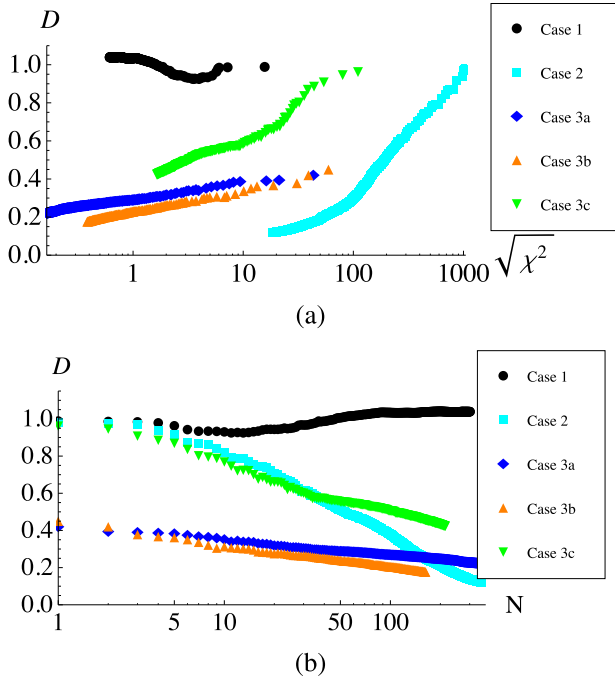 D
1.0
0.8
0.6
0.4
0.2
0.0
1 10 100 1000
√χ²
Case 1
Case 2
Case 3a
Case 3b
Case 3c
(a)
D
1.0
0.8
0.6
0.4
0.2
0.0
1 5 10 50 100
N
Case 1
Case 2
Case 3a
Case 3b
Case 3c
(b)